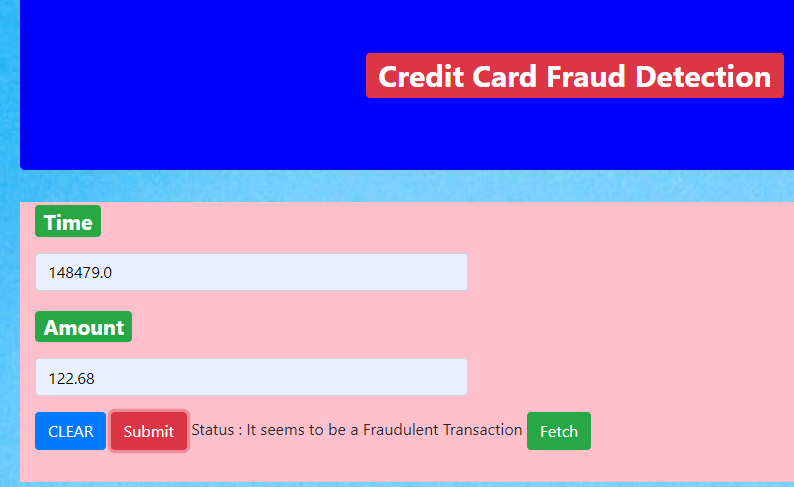 Credit Card Fraud Detection
Time
148479.0
Amount
122.68
CLEAR Submit Status : It seems to be a Fraudulent Transaction Fetch